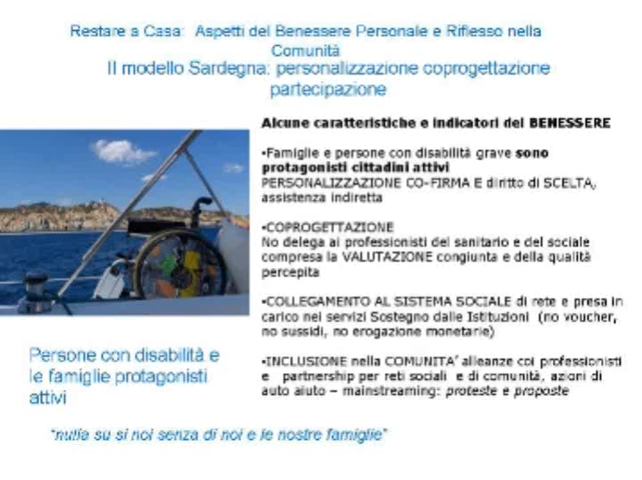 Restare a Casa: Aspetti del Benessere Personale e Riflesso nella
Comunità
Il modello Sardegna: personalizzazione coprogettazione
partecipazione
Alcune caratteristiche e indicatori del BENESSERE
•Famiglie e persone con disabilità grave sono
protagonisti cittadini attivi
PERSONALIZZAZIONE CO-FIRMA E diritto di SCELTA,
assistenza indiretta
•COPROGETTAZIONE
No delega ai professionisti del sanitario e del sociale
compresa la VALUTAZIONE congiunta e della qualità
percepita
•COLLEGAMENTO AL SISTEMA SOCIALE di rete e presa in
carico nei servizi Sostegno dalle Istituzioni (no voucher,
no sussidi, no erogazione monetarie)
•INCLUSIONE nella COMUNITA' alleanze coi professionisti
e partnership per reti sociali e di comunità, azioni di
auto aiuto – mainstreaming: proteste e proposte
Persone con disabilità e
le famiglie protagonisti
attivi
"nulla su si noi senza di noi e le nostre famiglie"